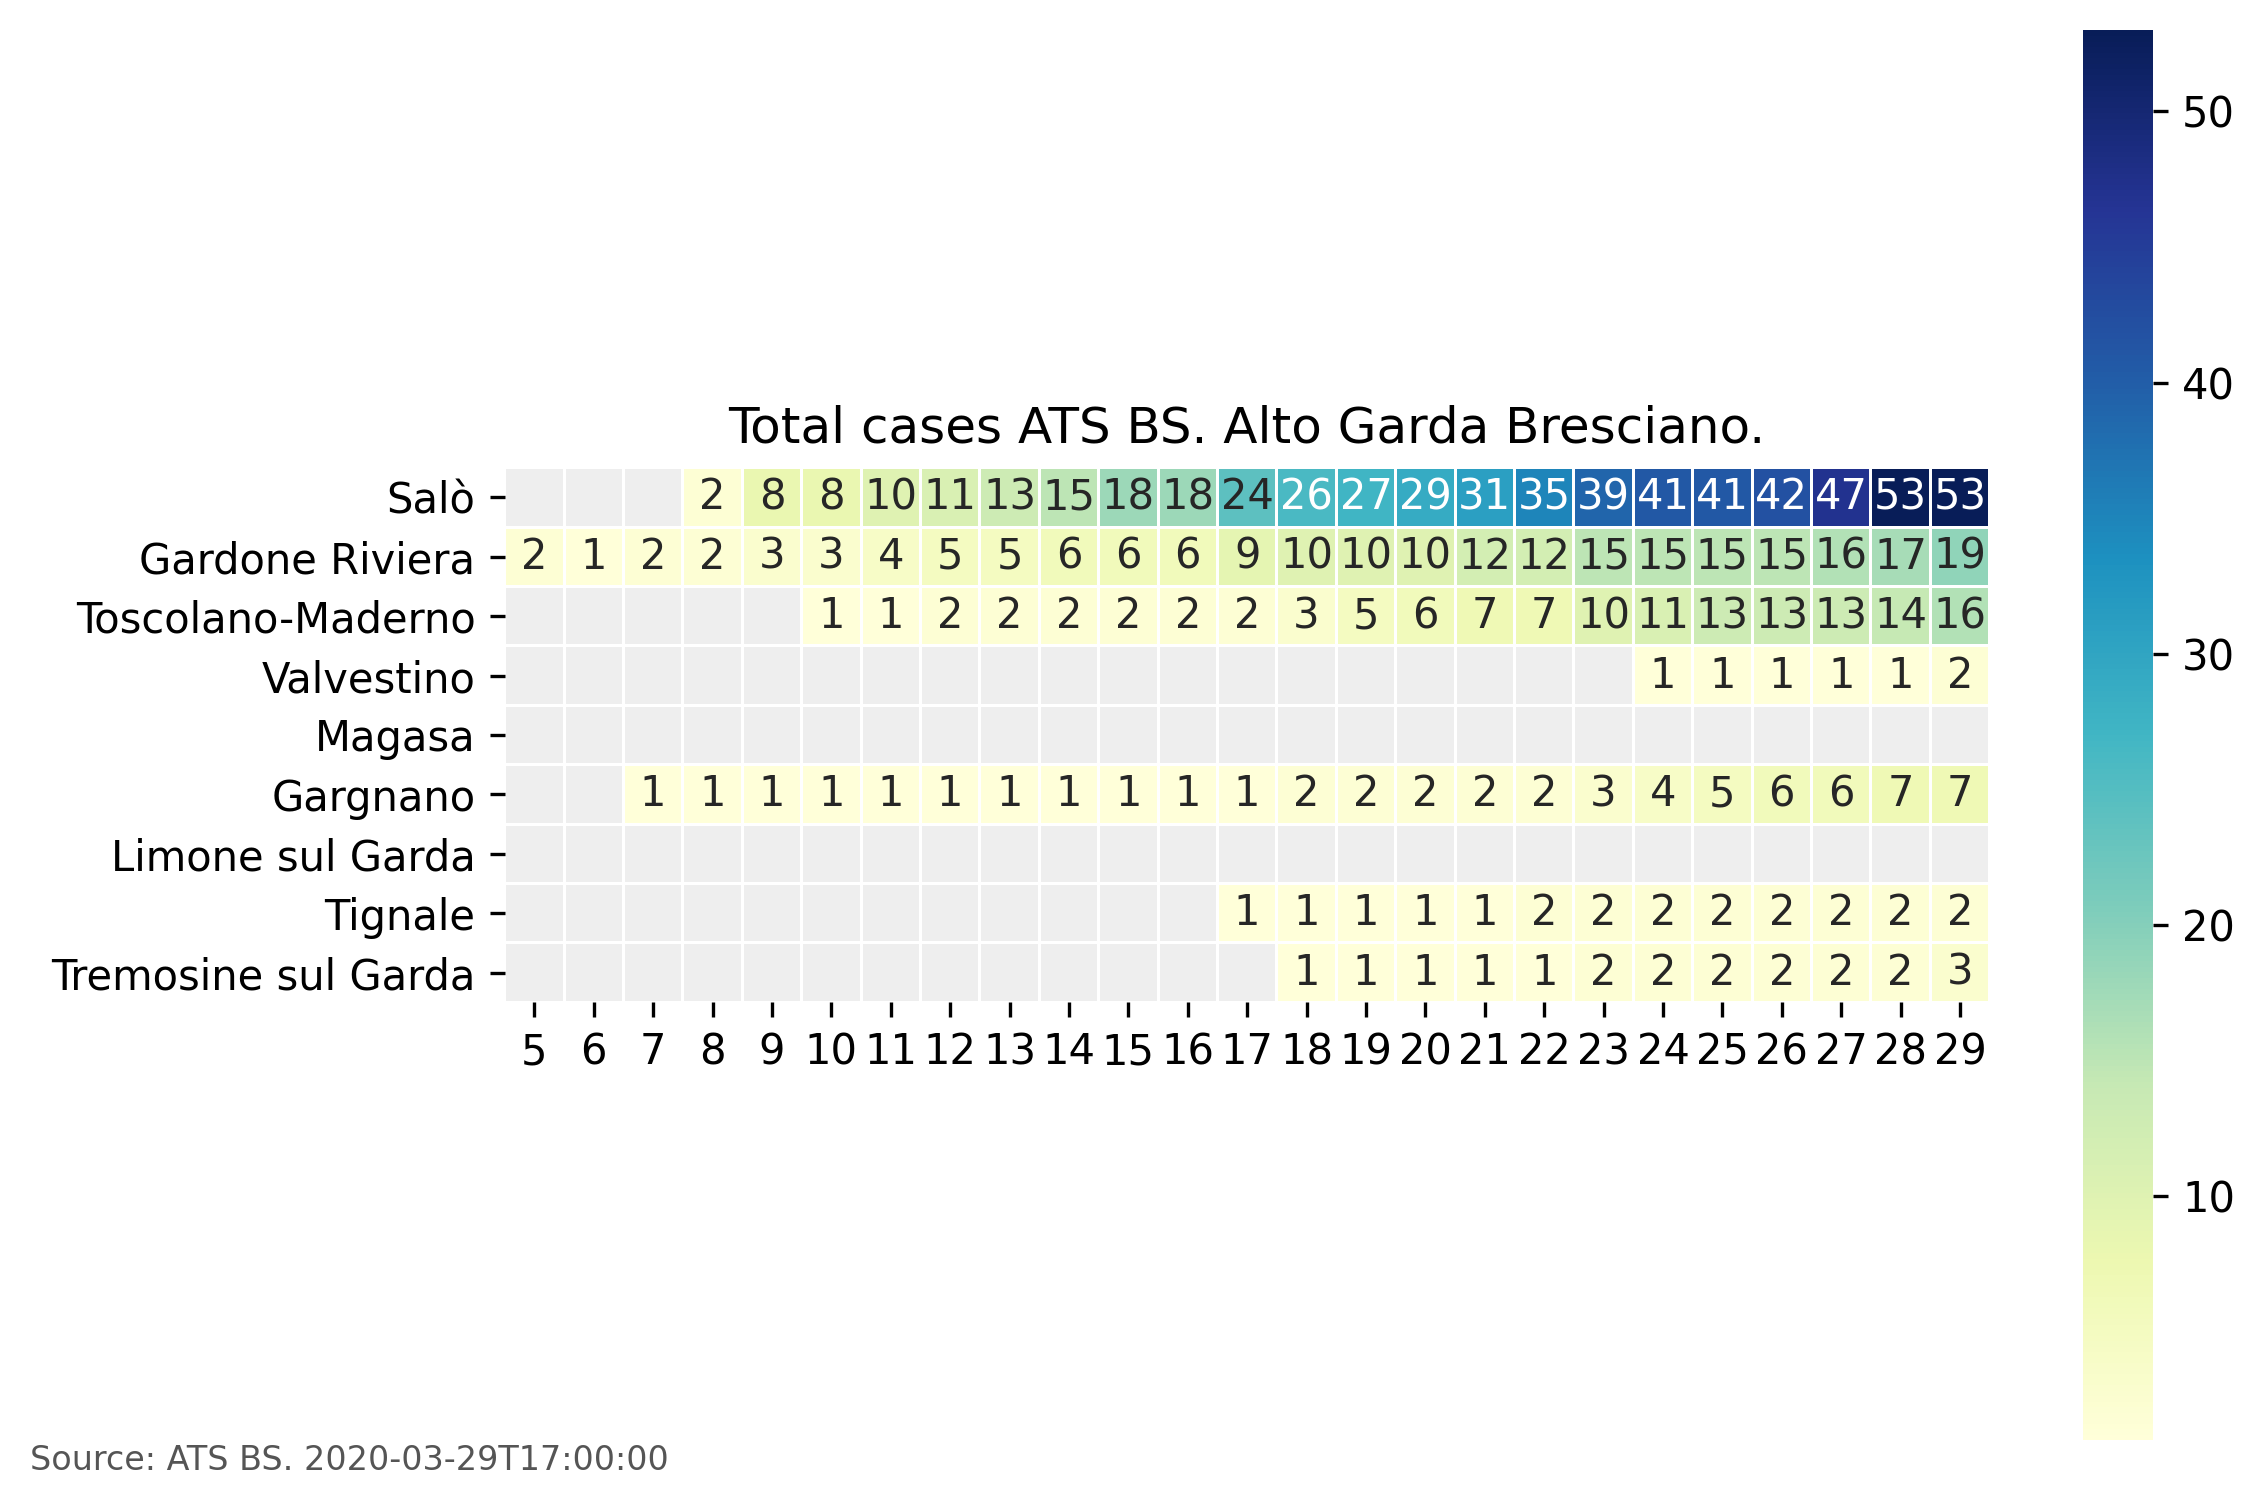 Total cases ATS BS. Alto Garda Bresciano.
Salò 2 8 8 10 11 13 15 18 18 24 26 27 29 31 35 39 41 41 42 47 53 53
Gardone Riviera 2 1 2 2 3 3 4 5 5 6 6 6 9 10 10 10 12 12 15 15 15 15 16 17 19
Toscolano-Maderno 1 1 2 2 2 2 2 2 3 5 6 7 7 10 11 13 13 13 14 16
Valvestino 1 1 1 1 1 2
Magasa
Gargnano 1 1 1 1 1 1 1 1 1 1 1 2 2 2 2 2 3 4 5 6 6 7 7
Limone sul Garda
Tignale 1 1 1 1 1 2 2 2 2 2 2 2 2
Tremosine sul Garda 1 1 1 1 1 2 2 2 2 2 2 3
5 6 7 8 9 10 11 12 13 14 15 16 17 18 19 20 21 22 23 24 25 26 27 28 29
50
40
30
20
10
Source: ATS BS. 2020-03-29T17:00:00